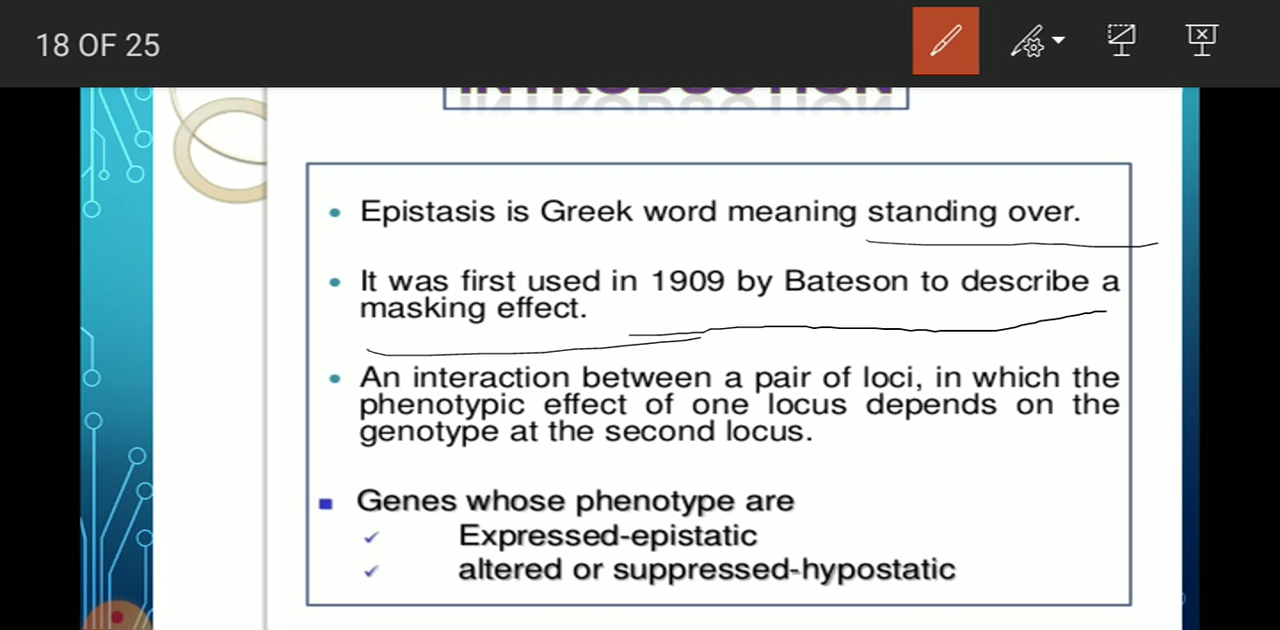 18 OF 25
INTRODUCTION
Epistasis is Greek word meaning standing over.
It was first used in 1909 by Bateson to describe a
masking effect.
An interaction between a pair of loci, in which the
phenotypic effect of one locus depends on the
genotype at the second locus.
Genes whose phenotype are
Expressed-epistatic
altered or suppressed-hypostatic